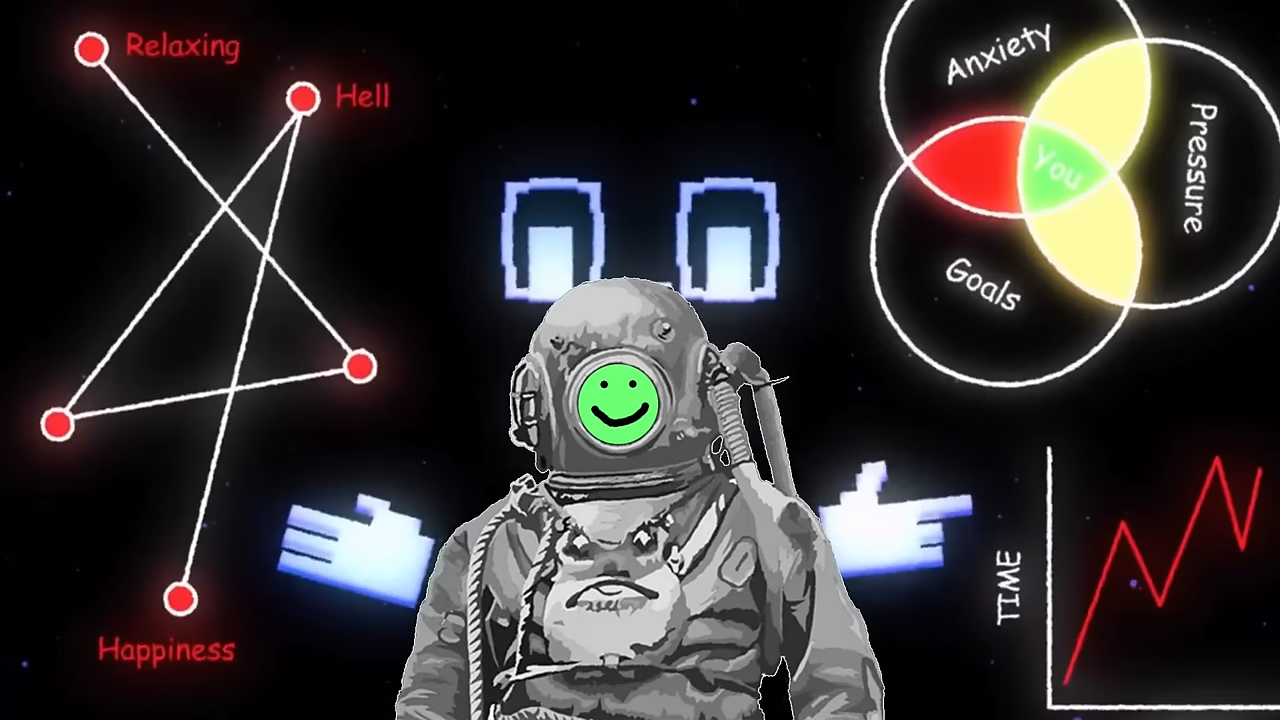 Relaxing
Hell
Happiness
Anxiety
Pressure
You
Goals
TIME